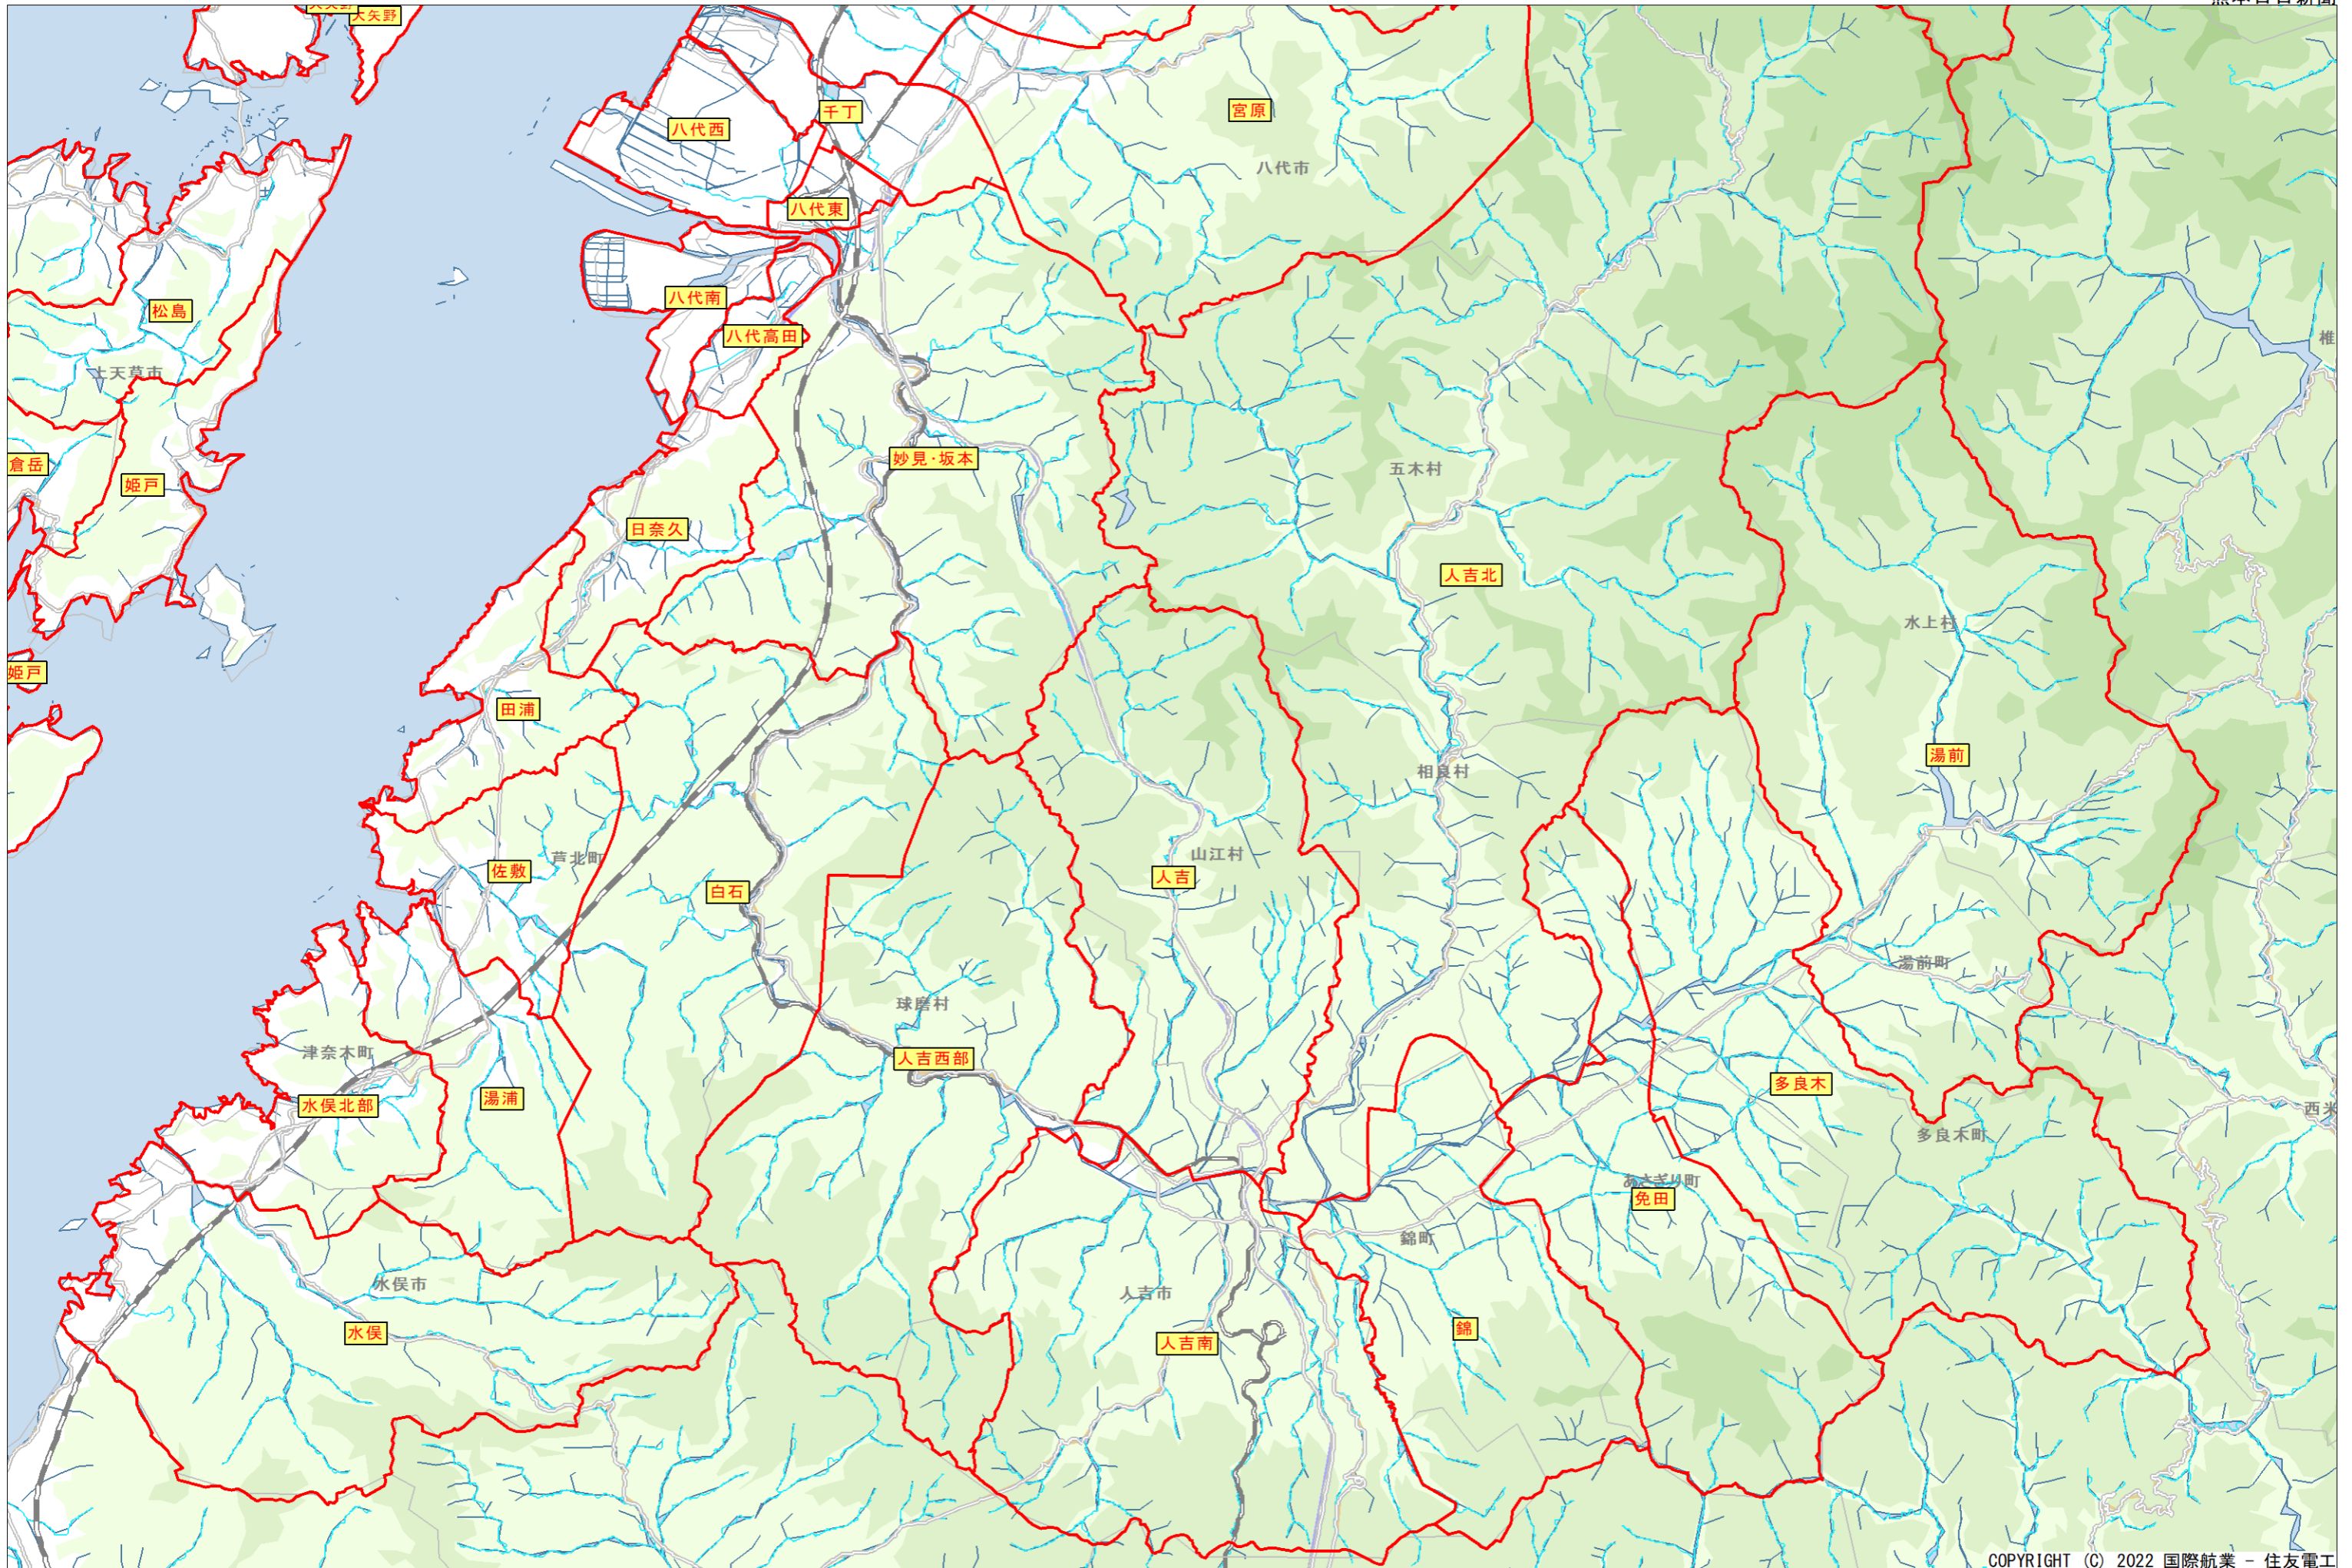 大矢野
八代西
千丁
宮原
八代市
八代東
八代南
八代高田
松島
上天草市
椎
倉岳
姫戸
妙見・坂本
五木村
日奈久
人吉北
水上村
姫戸
田浦
湯前
相良村
山江村
芦北町
佐敷
人吉
白石
湯前町
球磨村
津奈木町
人吉西部
多良木
水俣北部
湯浦
西米
多良木町
あさぎり町
免田
錦町
水俣市
人吉市
水俣
錦
人吉南
COPYRIGHT (C) 2022 国際航業 - 住友電工